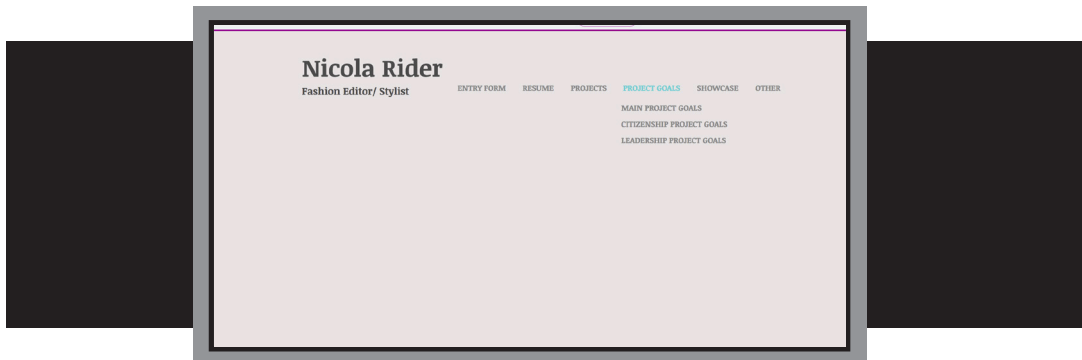 Nicola Rider
Fashion Editor/ Stylist
ENTRY FORM RESUME PROJECTS PROJECT GOALS SHOWCASE OTHER
MAIN PROJECT GOALS
CITIZENSHIP PROJECT GOALS
LEADERSHIP PROJECT GOALS